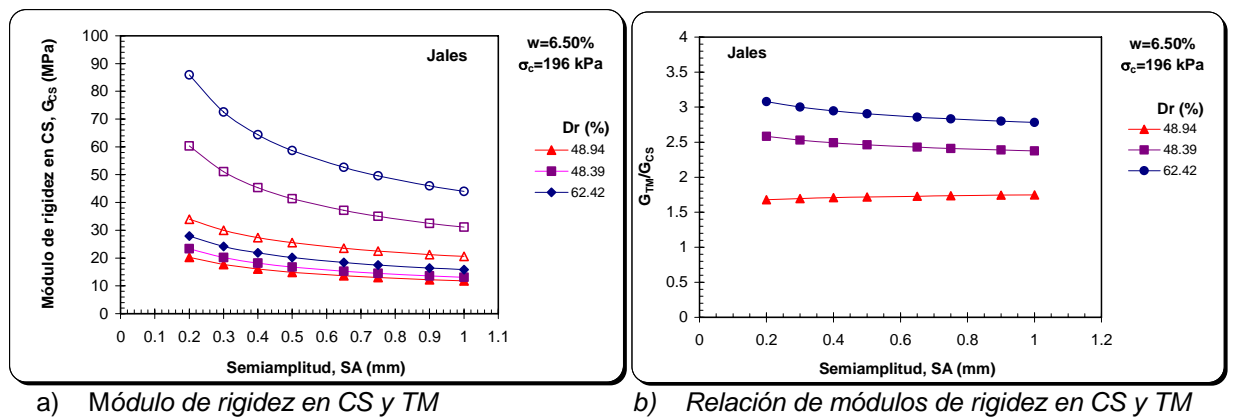 Jales
w=6.50%
σc=196 kPa
Módulo de rigidez en CS, GCS (MPa)
100
90
80
70
60
50
40
30
20
10
0
0 0.1 0.2 0.3 0.4 0.5 0.6 0.7 0.8 0.9 1 1.1
Semiamplitud, SA (mm)
Dr (%)
48.94
48.39
62.42
a) Módulo de rigidez en CS y TM
Jales
w=6.50%
σc=196 kPa
GTM/GCS
4
3.5
3
2.5
2
1.5
1
0.5
0
0 0.2 0.4 0.6 0.8 1 1.2
Semiamplitud, SA (mm)
Dr (%)
48.94
48.39
62.42
b) Relación de módulos de rigidez en CS y TM